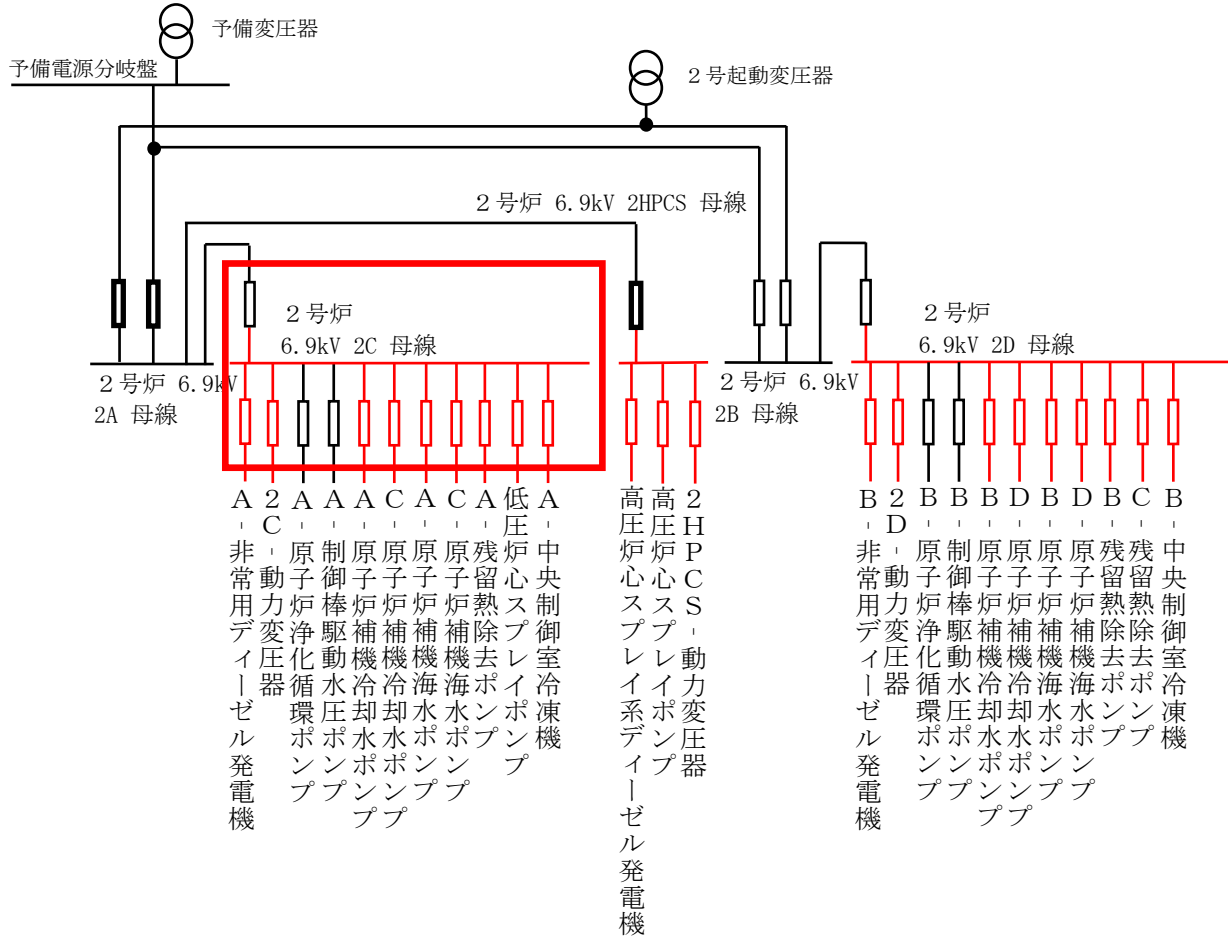 予備変圧器
予備電源分岐盤
２号起動変圧器
２号炉 6.9kV 2HPCS 母線
２号炉
6.9kV 2C 母線
２号炉
6.9kV 2D 母線
２号炉 6.9kV
2A 母線
２号炉 6.9kV
2B 母線
Ａ-非常用ディーゼル発電機
２Ｃ-動力変圧器
Ａ-原子炉浄化循環ポンプ
Ａ-制御棒駆動水圧ポンプ
Ａ-原子炉補機冷却水ポンプ
Ｃ-原子炉補機冷却水ポンプ
Ａ-原子炉補機海水ポンプ
Ｃ-原子炉補機海水ポンプ
Ａ-残留熱除去ポンプ
低圧炉心スプレイポンプ
Ａ-中央制御室冷凍機
高圧炉心スプレイ系ディーゼル発電機
高圧炉心スプレイポンプ
２ＨＰＣＳ-動力変圧器
Ｂ-非常用ディーゼル発電機
２Ｄ-動力変圧器
Ｂ-原子炉浄化循環ポンプ
Ｂ-制御棒駆動水圧ポンプ
Ｂ-原子炉補機冷却水ポンプ
Ｄ-原子炉補機冷却水ポンプ
Ｂ-原子炉補機海水ポンプ
Ｄ-原子炉補機海水ポンプ
Ｂ-残留熱除去ポンプ
Ｃ-残留熱除去ポンプ
Ｂ-中央制御室冷凍機